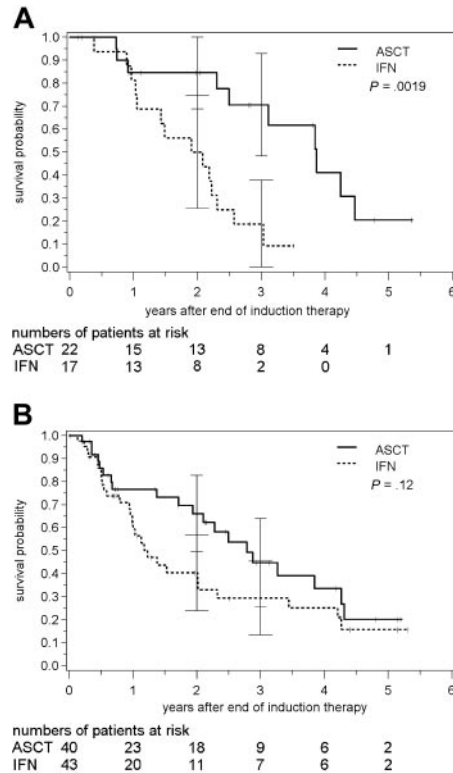 A
1.0
0.9
0.8
0.7
0.6
0.5
0.4
0.3
0.2
0.1
0.0
survival probability
ASCT
IFN
P = .0019
0 1 2 3 4 5 6
years after end of induction therapy
numbers of patients at risk
ASCT 22 15 13 8 4 1
IFN 17 13 8 2 0
B
1.0
0.9
0.8
0.7
0.6
0.5
0.4
0.3
0.2
0.1
0.0
survival probability
ASCT
IFN
P = .12
0 1 2 3 4 5 6
years after end of induction therapy
numbers of patients at risk
ASCT 40 23 18 9 6 2
IFN 43 20 11 7 6 2